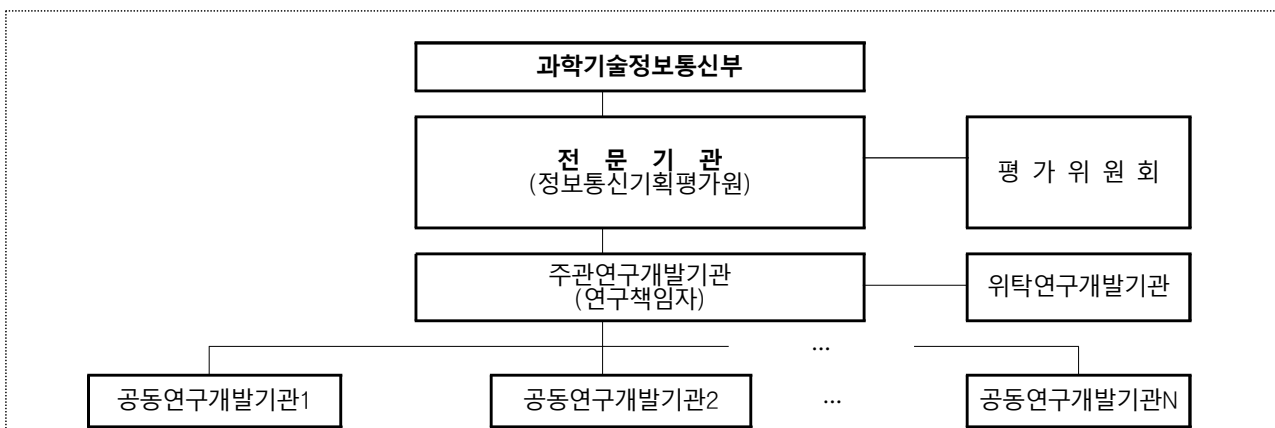 과학기술정보통신부
전 문 기 관
(정보통신기획평가원)
평 가 위 원 회
주관연구개발기관
(연구책임자)
위탁연구개발기관
...
공동연구개발기관1
공동연구개발기관2
...
공동연구개발기관N